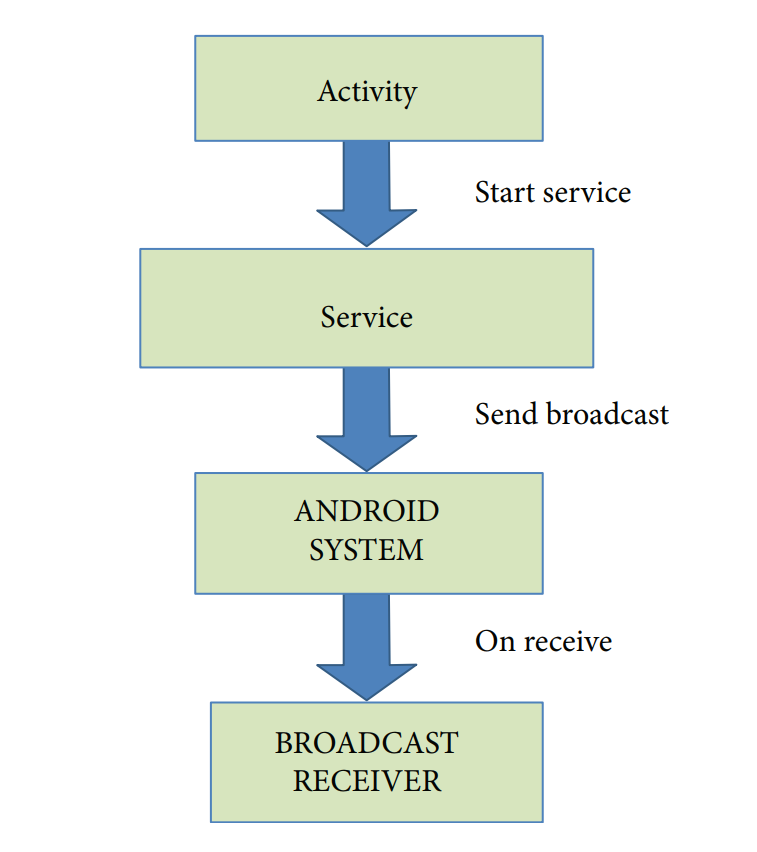 Activity
Start service
Service
Send broadcast
ANDROID
SYSTEM
On receive
BROADCAST
RECEIVER